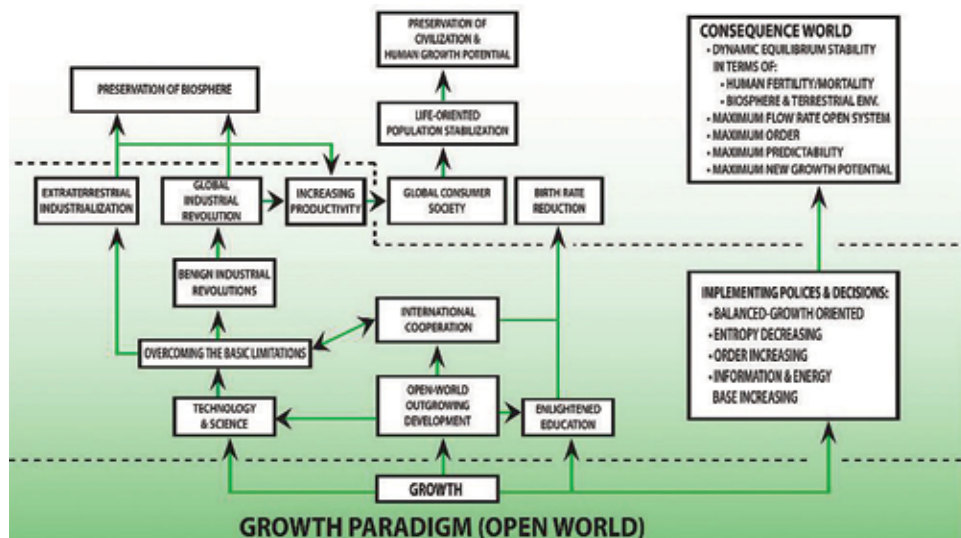 PRESERVATION OF
CIVILIZATION &
HUMAN GROWTH POTENTIAL
CONSEQUENCE WORLD
• DYNAMIC EQUILIBRIUM STABILITY
IN TERMS OF:
• HUMAN FERTILITY/MORTALITY
• BIOSPHERE & TERRESTRIAL ENV.
• MAXIMUM FLOW RATE OPEN SYSTEM
• MAXIMUM ORDER
• MAXIMUM PREDICTABILITY
• MAXIMUM NEW GROWTH POTENTIAL
PRESERVATION OF BIOSPHERE
LIFE-ORIENTED
POPULATION STABILIZATION
EXTRATERRESTRIAL
INDUSTRIALIZATION
GLOBAL
INDUSTRIAL
REVOLUTION
INCREASING
PRODUCTIVITY
GLOBAL CONSUMER
SOCIETY
BIRTH RATE
REDUCTION
BENIGN INDUSTRIAL
REVOLUTIONS
IMPLEMENTING POLICES & DECISIONS:
• BALANCED-GROWTH ORIENTED
• ENTROPY DECREASING
• ORDER INCREASING
• INFORMATION & ENERGY
BASE INCREASING
INTERNATIONAL
COOPERATION
OVERCOMING THE BASIC LIMITATIONS
TECHNOLOGY
& SCIENCE
OPEN-WORLD
OUTGROWING
DEVELOPMENT
ENLIGHTENED
EDUCATION
GROWTH
GROWTH PARADIGM (OPEN WORLD)